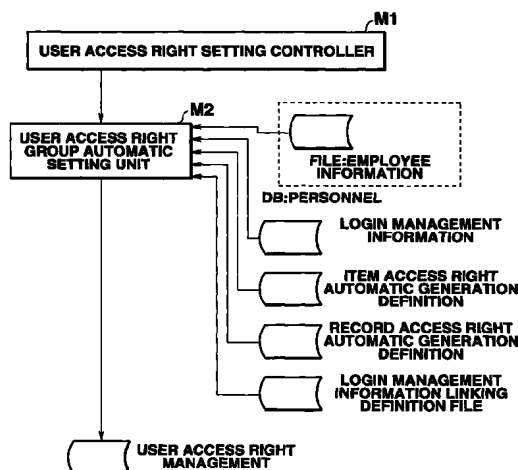 M1
USER ACCESS RIGHT SETTING CONTROLLER
M2
USER ACCESS RIGHT
GROUP AUTOMATIC
SETTING UNIT
FILE:EMPLOYEE
INFORMATION
DB:PERSONNEL
LOGIN MANAGEMENT
INFORMATION
ITEM ACCESS RIGHT
AUTOMATIC GENERATION
DEFINITION
RECORD ACCESS RIGHT
AUTOMATIC GENERATION
DEFINITION
LOGIN MANAGEMENT
INFORMATION LINKING
DEFINITION FILE
USER ACCESS RIGHT
MANAGEMENT